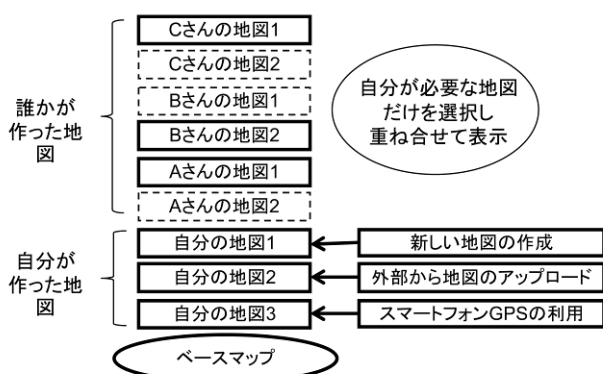 誰かが
作った地
図
Cさんの地図1
Cさんの地図2
Bさんの地図1
Bさんの地図2
Aさんの地図1
Aさんの地図2
自分が必要な地図
だけを選択し
重ね合せて表示
自分が
作った地
図
自分の地図1
新しい地図の作成
自分の地図2
外部から地図のアップロード
自分の地図3
スマートフォンGPSの利用
ベースマップ